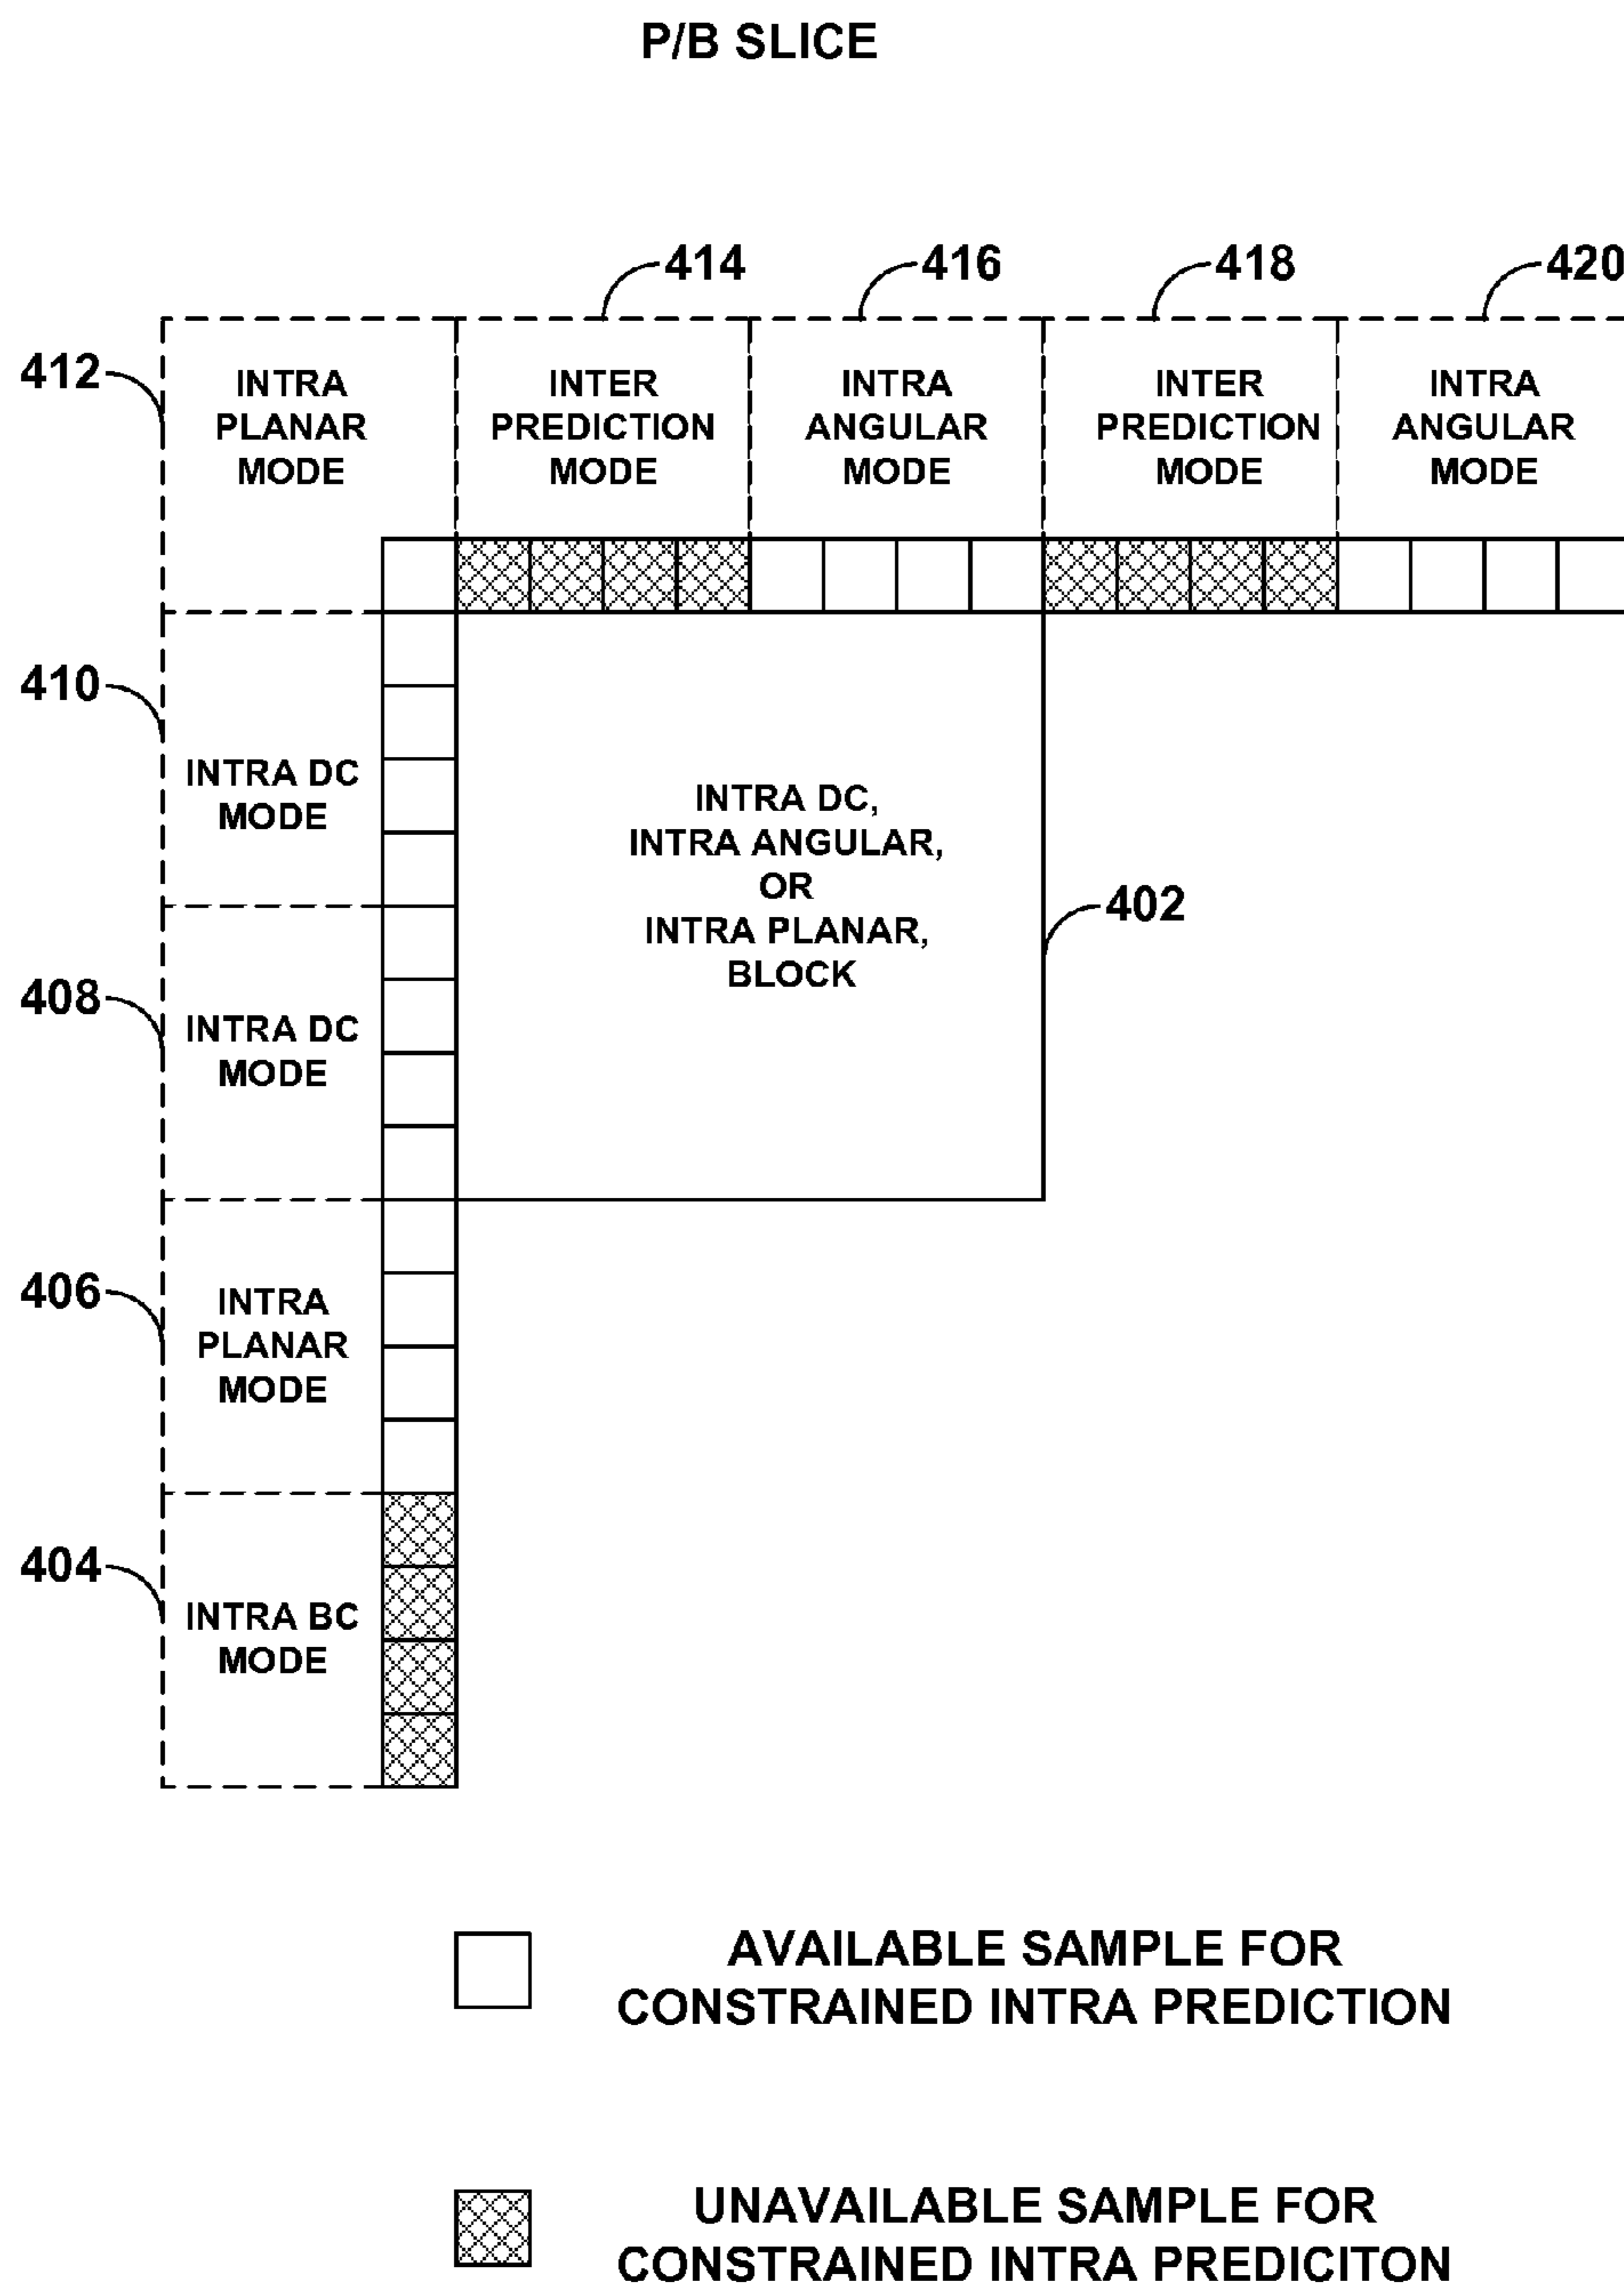 P/B SLICE
414
416
418
420
412
INTRA
PLANAR
MODE
INTER
PREDICTION
MODE
INTRA
ANGULAR
MODE
INTER
PREDICTION
MODE
INTRA
ANGULAR
MODE
410
INTRA DC
MODE
INTRA DC,
INTRA ANGULAR,
OR
INTRA PLANAR,
BLOCK
402
408
INTRA DC
MODE
406
INTRA
PLANAR
MODE
404
INTRA BC
MODE
AVAILABLE SAMPLE FOR
CONSTRAINED INTRA PREDICTION
UNAVAILABLE SAMPLE FOR
CONSTRAINED INTRA PREDICITON